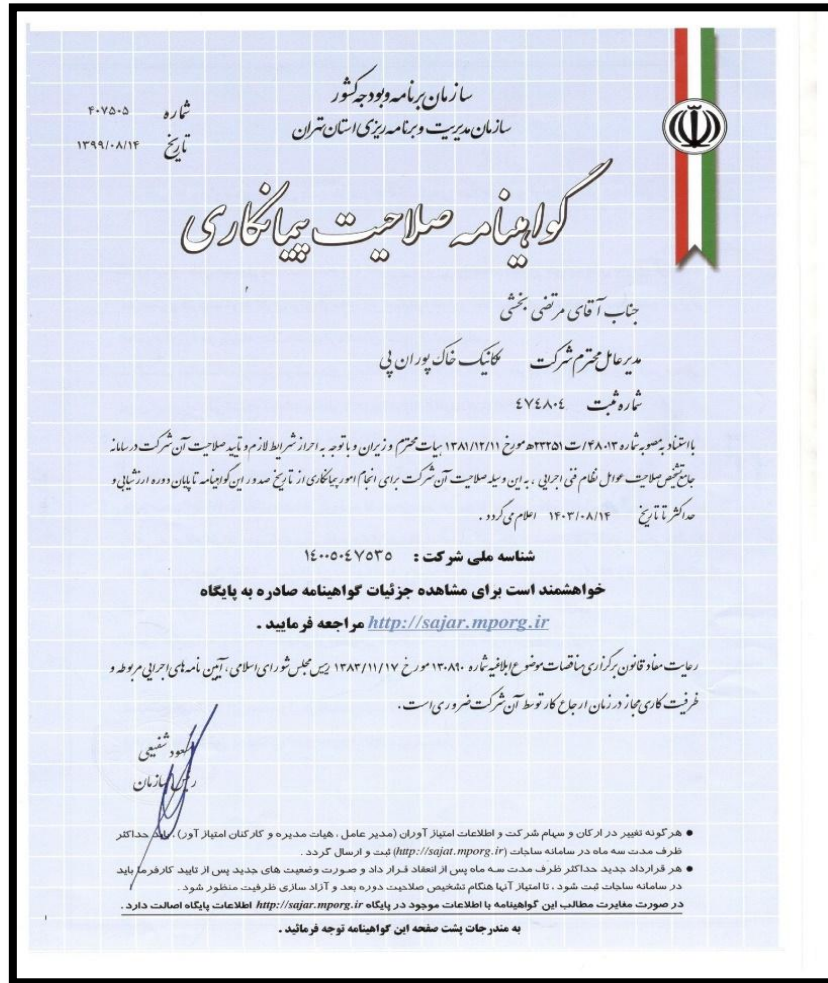 سازمان برنامه و بودجه کشور
سازمان مدیریت و برنامه ریزی استان تهران
شماره ۴۰۷۵۰۵
تاریخ ۱۳۹۹/۰۸/۱۴
گواهینامه صلاحیت پیمانکاری
جناب آقای مرتضی بخشی
مدیرعامل محترم شرکت مکانیک خاک پوران پی
شماره ثبت ٤٧٤٨٠٤
بااستناد به مصوبه شماره ۴۸۰۱۳/ت۲۳۲۵۱ه مورخ ۱۳۸۱/۱۲/۱۱ هیات محترم وزیران و باتوجه به احراز شرایط لازم و تایید صلاحیت آن شرکت در سامانه
جامع تشخیص صلاحیت عوامل نظام فنی اجرایی ، به این وسیله صلاحیت آن شرکت برای انجام امور پیمانکاری از تاریخ صدور این گواهینامه تا پایان دوره ارزشیابی و
حداکثر تا تاریخ ۱۴۰۳/۰۸/۱۴ اعلام می گردد .
شناسه ملی شرکت : ١٤٠٠٥٠٤٧٥٣٥
خواهشمند است برای مشاهده جزئیات گواهینامه صادره به پایگاه
http://sajar.mporg.ir مراجعه فرمایید .
رعایت مفاد قانون برگزاری مناقصات موضوع ابلاغیه شماره ۱۳۰۸۹۰ مورخ ۱۳۸۳/۱۱/۱۷ رییس مجلس شورای اسلامی، آیین نامه های اجرایی مربوطه و
ظرفیت کاری مجاز در زمان ارجاع کار توسط آن شرکت ضروری است .
مسعود شفیعی
رئیس سازمان
● هر گونه تغییر در ارکان و سهام شرکت و اطلاعات امتیاز آوران (مدیر عامل ، هیات مدیره و کارکنان امتیاز آور) ، باید حداکثر
ظرف مدت سه ماه در سامانه ساجات (http://sajat.mporg.ir) ثبت و ارسال گردد .
● هر قرارداد جدید حداکثر ظرف مدت سه ماه پس از انعقاد قرار داد و صورت وضعیت های جدید پس از تایید کارفرما باید
در سامانه ساجات ثبت شود ، تا امتیاز آنها هنگام تشخیص صلاحیت دوره بعد و آزاد سازی ظرفیت منظور شود .
در صورت مغایرت مطالب این گواهینامه با اطلاعات موجود در پایگاه http://sajar.mporg.ir اطلاعات پایگاه اصالت دارد .
به مندرجات پشت صفحه این گواهینامه توجه فرمائید .